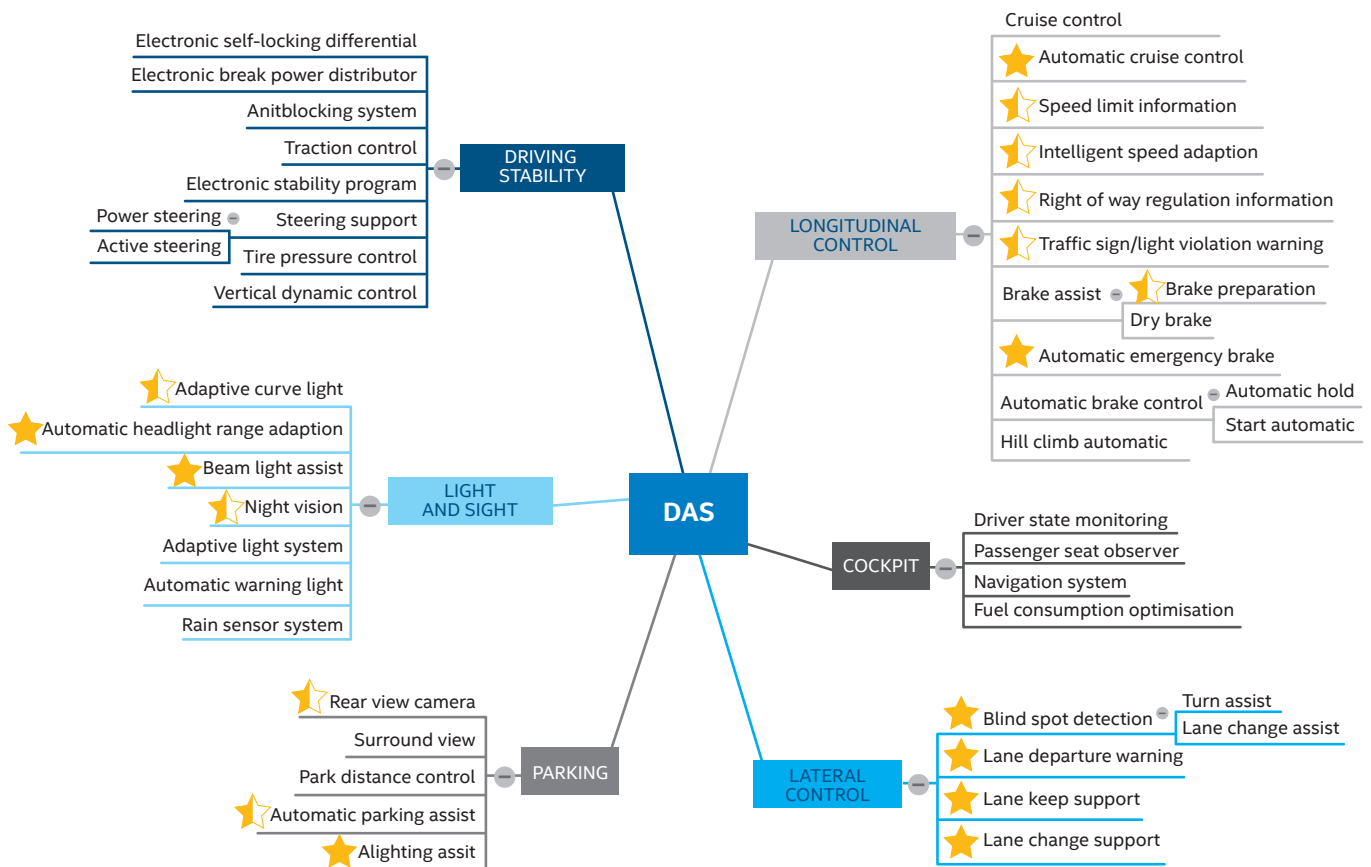 Electronic self-locking differential
Electronic break power distributor
Anitblocking system
Traction control
Electronic stability program
Power steering
Steering support
Active steering
Tire pressure control
Vertical dynamic control
DRIVING
STABILITY
Cruise control
Automatic cruise control
Speed limit information
Intelligent speed adaption
Right of way regulation information
Traffic sign/light violation warning
Brake assist
Brake preparation
Dry brake
Automatic emergency brake
Automatic brake control
Automatic hold
Start automatic
Hill climb automatic
LONGITUDINAL
CONTROL
Adaptive curve light
Automatic headlight range adaption
Beam light assist
Night vision
Adaptive light system
Automatic warning light
Rain sensor system
LIGHT
AND SIGHT
DAS
COCKPIT
Driver state monitoring
Passenger seat observer
Navigation system
Fuel consumption optimisation
Rear view camera
Surround view
Park distance control
Automatic parking assist
Alighting assit
PARKING
LATERAL
CONTROL
Blind spot detection
Turn assist
Lane change assist
Lane departure warning
Lane keep support
Lane change support